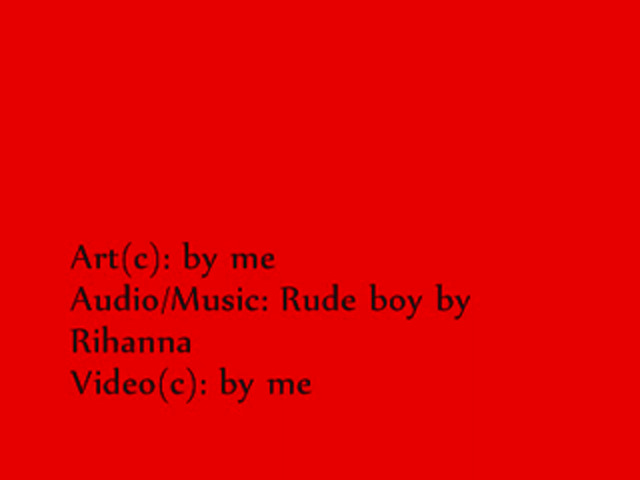 Art(c): by me
Audio/Music: Rude boy by
Rihanna
Video(c): by me